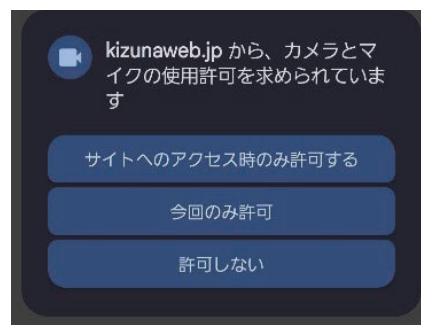 kizunaweb.jp から、カメラとマ
イクの使用許可を求められていま
す
サイトへのアクセス時のみ許可する
今回のみ許可
許可しない